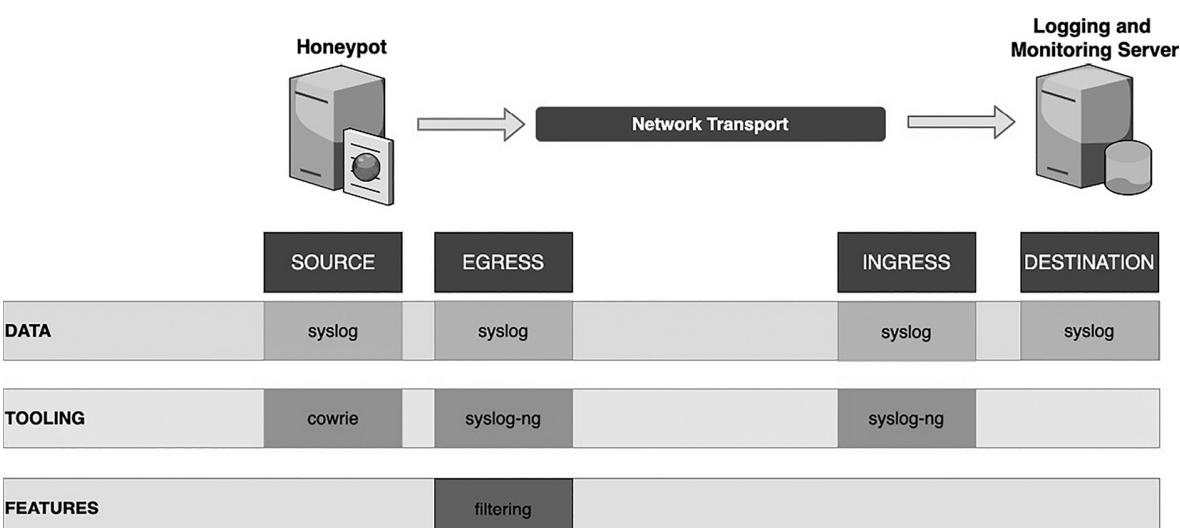 Honeypot
Logging and
Monitoring Server
Network Transport
SOURCE EGRESS INGRESS DESTINATION
DATA syslog syslog syslog syslog
TOOLING cowrie syslog-ng syslog-ng
FEATURES filtering